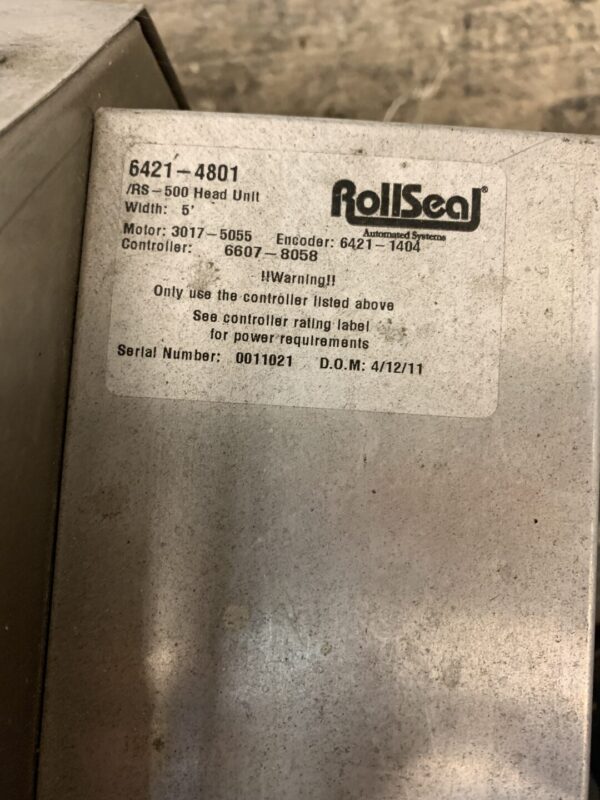 6421-4801
/RS-500 Head Unit
Width: 5'
RollSeal®
Automated Systems
Motor: 3017-5055 Encoder: 6421-1404
Controller: 6607-8058
!!Warning!!
Only use the controller listed above
See controller rating label
for power requirements
Serial Number: 0011021 D.O.M: 4/12/11